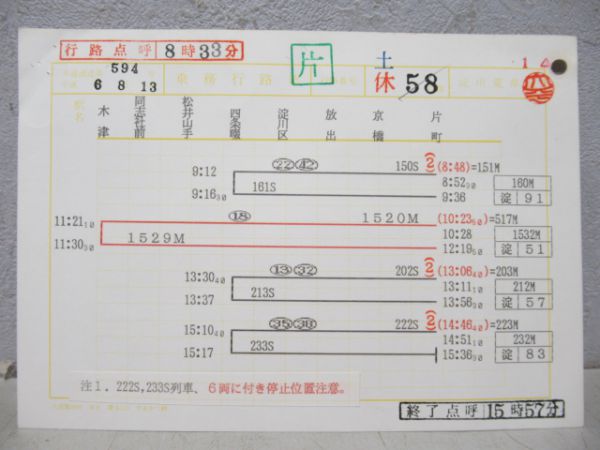 行路点呼 8時33分
594
6 8 13
乗務行路
片
土
休 58
14
駅名
木津
同志社前
松井山手
四条畷
淀川区
放出
京橋
片町
22 42
9:12 150S 2 (8:48)=151M
8:52 160M
9:16 161S 9:36 淀 91
18
11:21 1520M (10:23)=517M
10:28 1532M
11:30 1529M 12:19 淀 51
13 32
13:30 202S 2 (13:06)=203M
13:11 212M
13:37 213S 13:56 淀 57
35 38
15:10 222S 2 (14:46)=223M
14:51 232M
15:17 233S 15:36 淀 83
注1.222S,233S列車、6両に付き停止位置注意。
終了点呼 15時57分